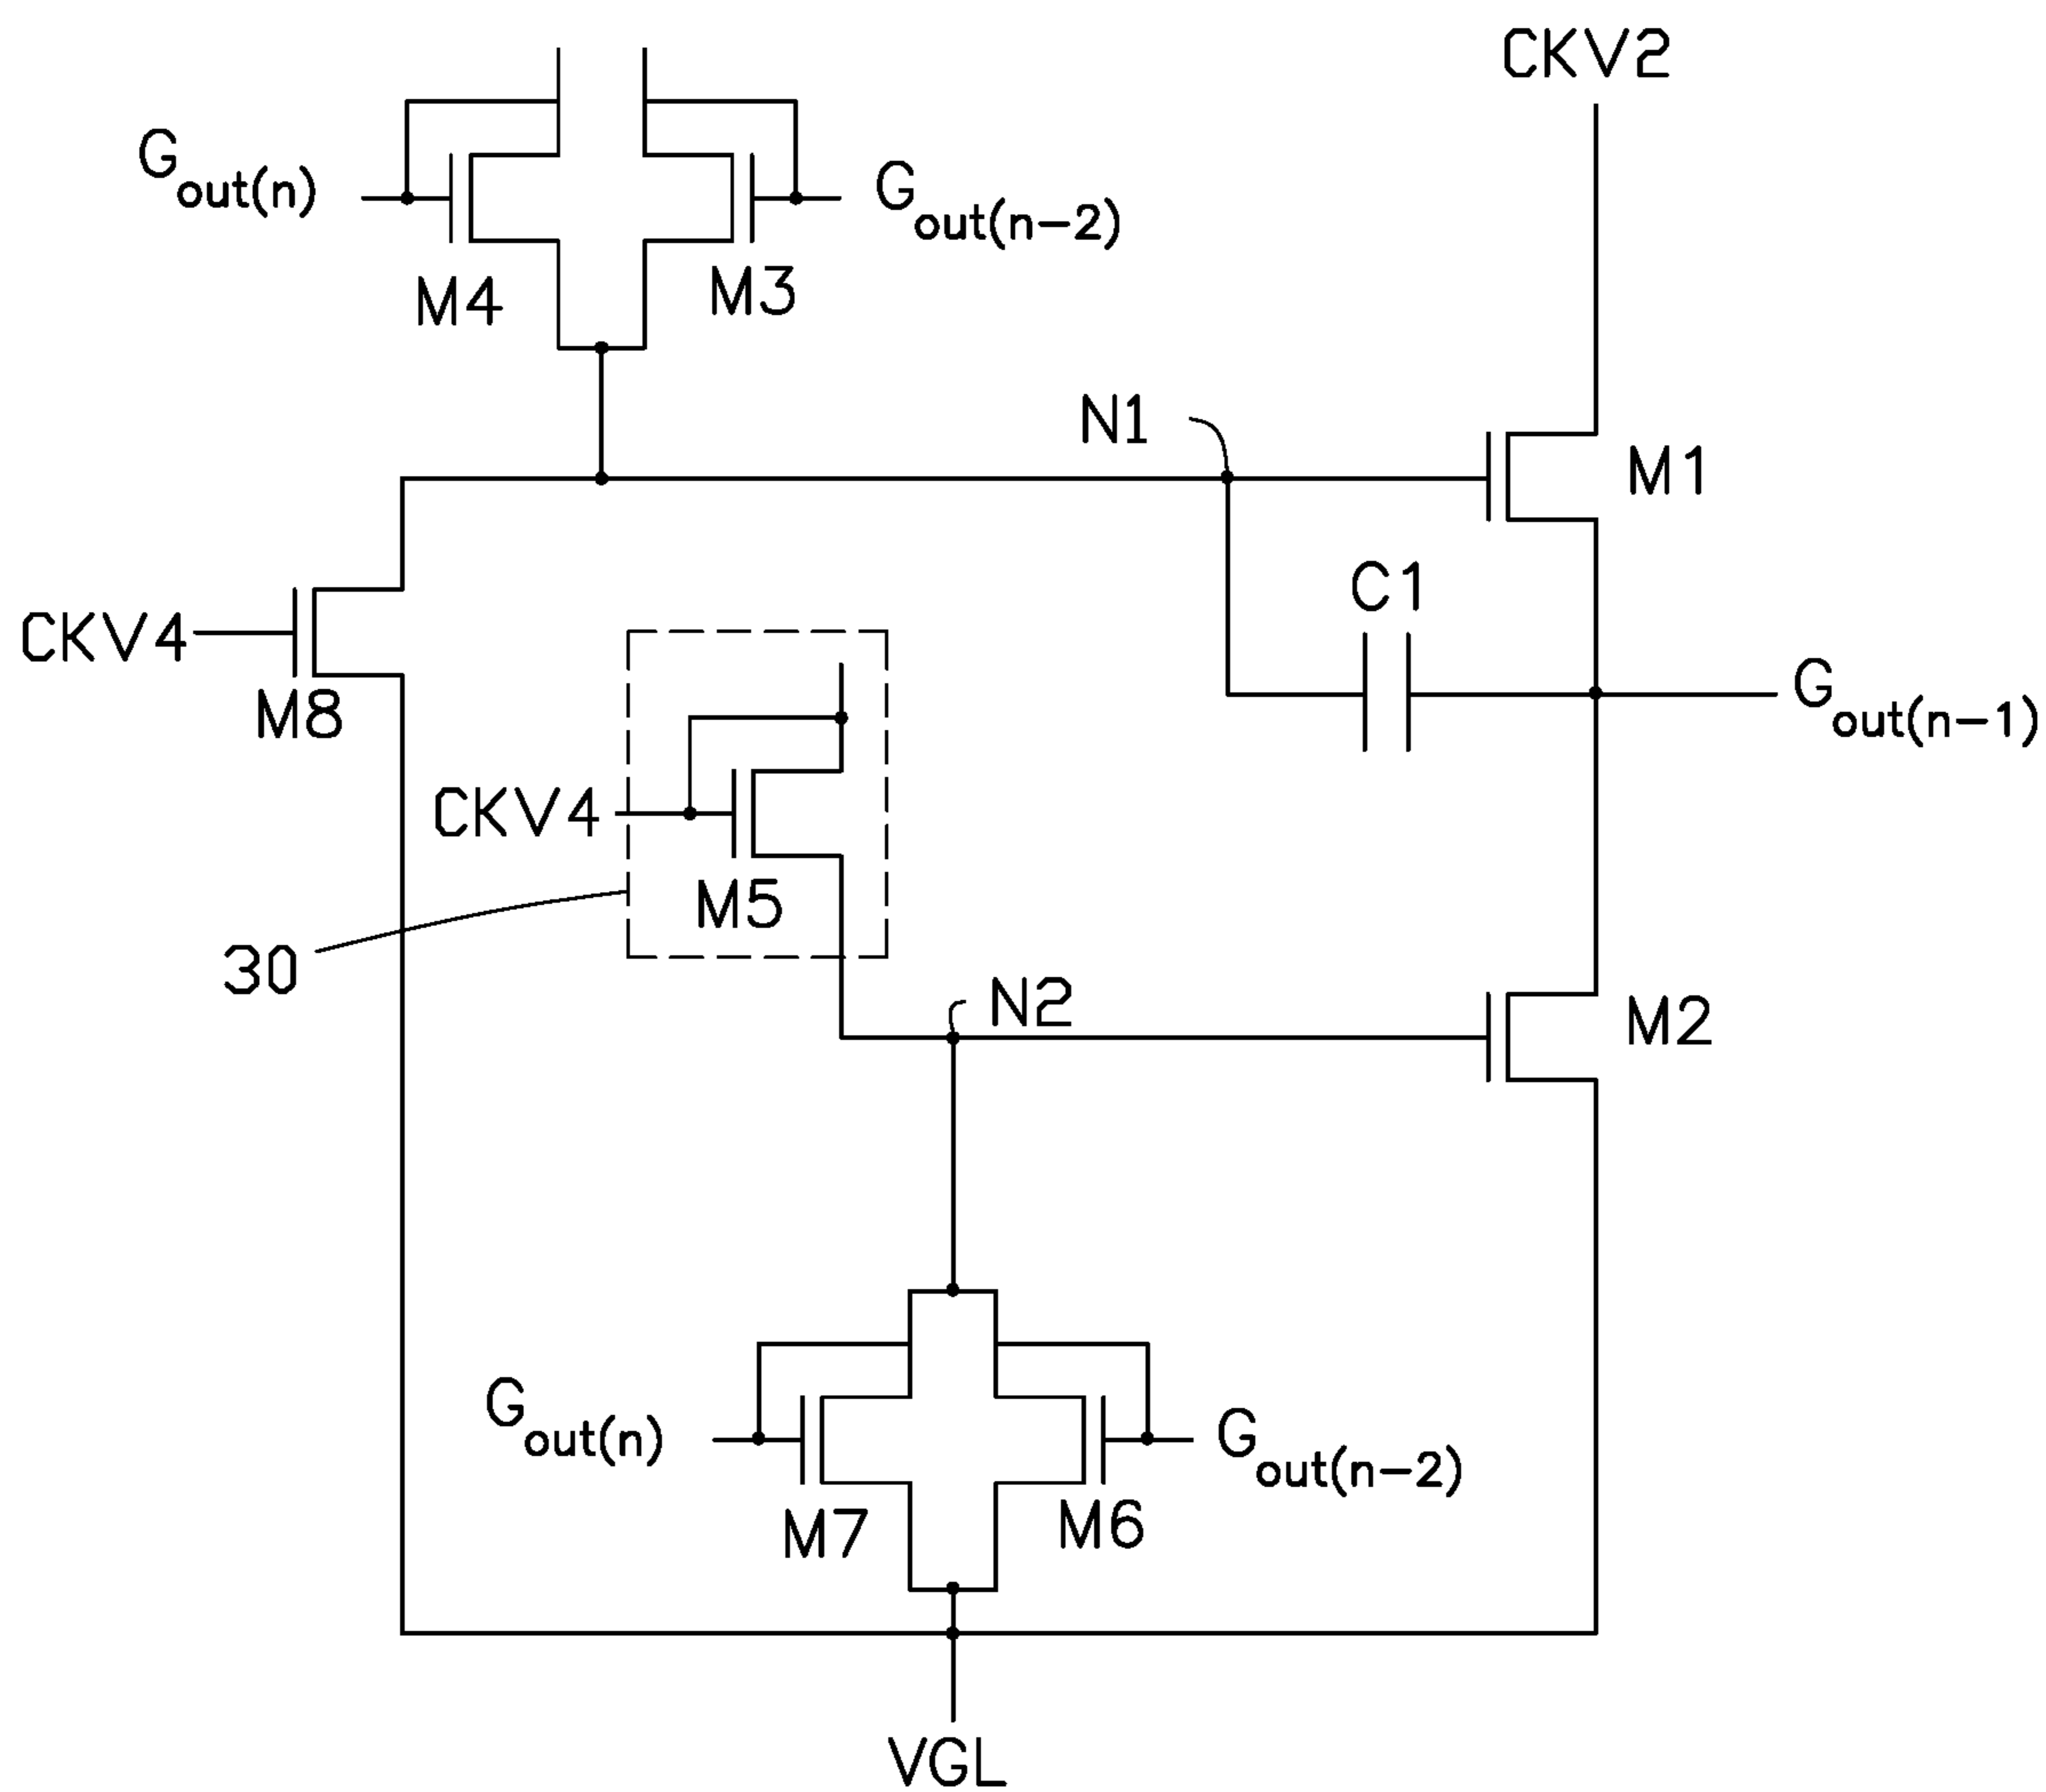 CKV2
Gout(n)
Gout(n-2)
M4
M3
N1
M1
C1
CKV4
M8
Gout(n-1)
CKV4
M5
30
N2
M2
Gout(n)
Gout(n-2)
M7
M6
VGL